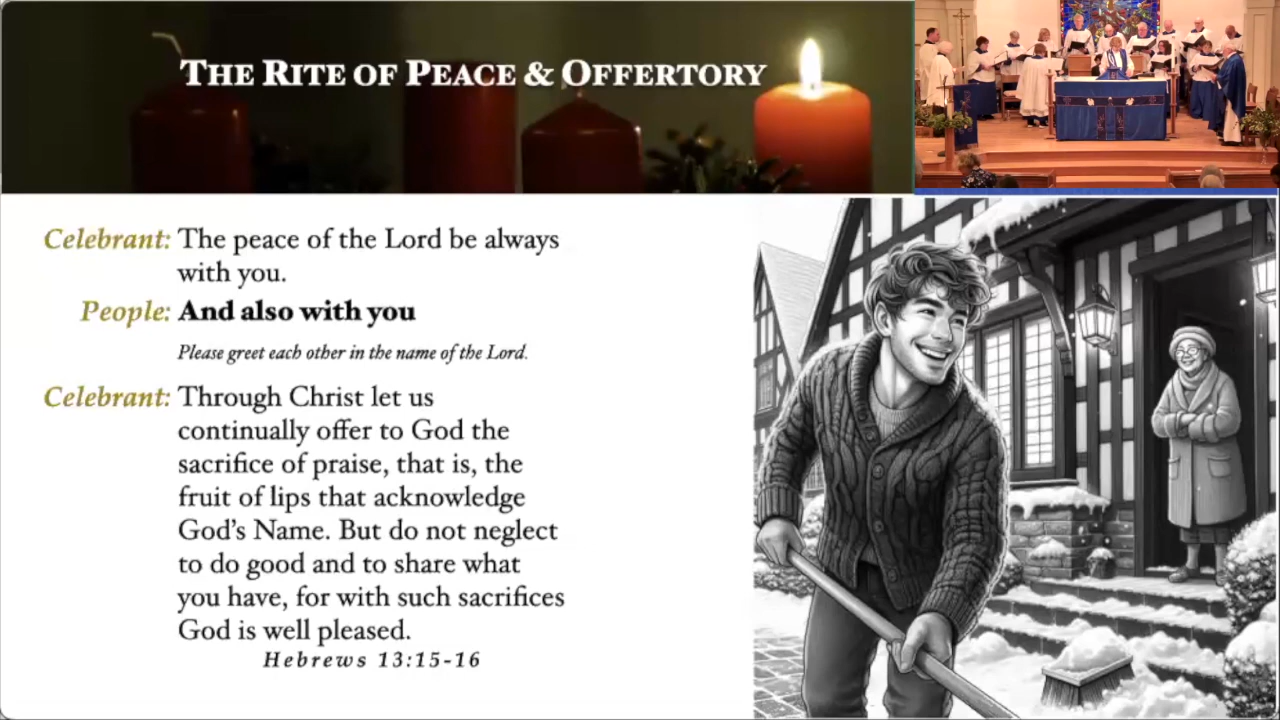 THE RITE OF PEACE & OFFERTORY
Celebrant: The peace of the Lord be always
with you.
People: And also with you
Please greet each other in the name of the Lord.
Celebrant: Through Christ let us
continually offer to God the
sacrifice of praise, that is, the
fruit of lips that acknowledge
God’s Name. But do not neglect
to do good and to share what
you have, for with such sacrifices
God is well pleased.
Hebrews 13:15-16